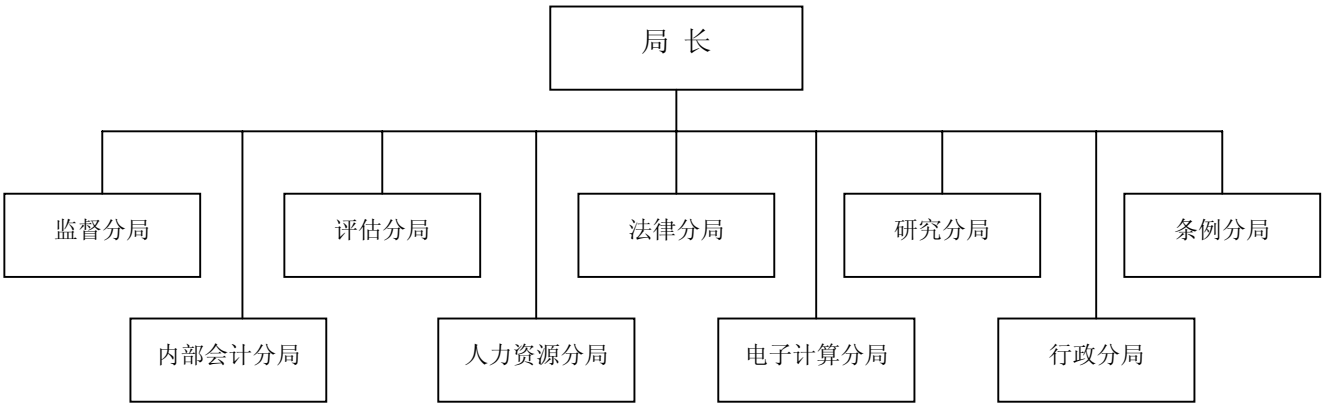 局 长
监督分局
评估分局
法律分局
研究分局
条例分局
内部会计分局
人力资源分局
电子计算分局
行政分局